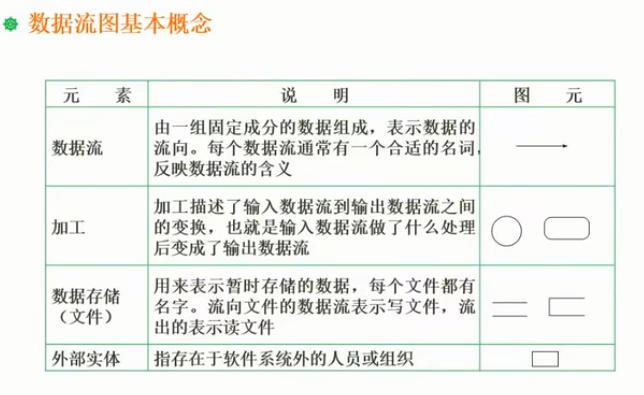 数据流图基本概念
元 素 说 明 图 元
数据流
由一组固定成分的数据组成，表示数据的
流向。每个数据流通常有一个合适的名词，
反映数据流的含义
加工
加工描述了输入数据流到输出数据流之间
的变换，也就是输入数据流做了什么处理
后变成了输出数据流
数据存储
（文件）
用来表示暂时存储的数据，每个文件都有
名字。流向文件的数据流表示写文件，流
出的表示读文件
外部实体 指存在于软件系统外的人员或组织